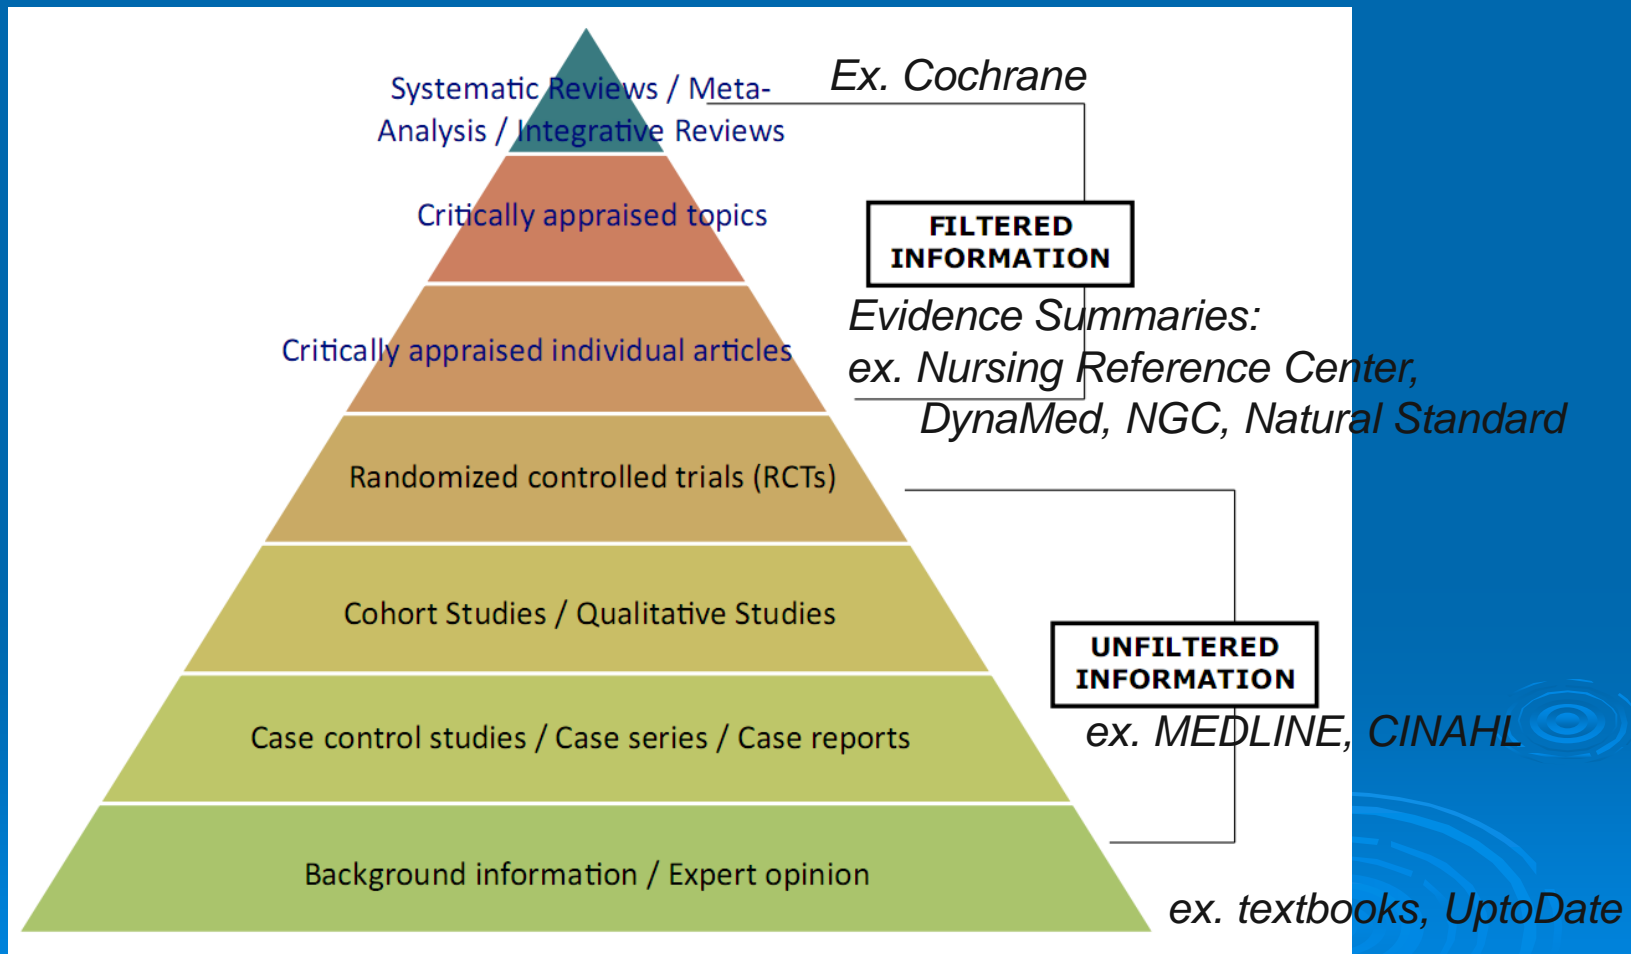 Ex. Cochrane
Systematic Reviews / Meta-
Analysis / Integrative Reviews
Critically appraised topics
FILTERED
INFORMATION
Evidence Summaries:
Critically appraised individual articles
ex. Nursing Reference Center,
DynaMed, NGC, Natural Standard
Randomized controlled trials (RCTs)
Cohort Studies / Qualitative Studies
UNFILTERED
INFORMATION
Case control studies / Case series / Case reports
ex. MEDLINE, CINAHL
Background information / Expert opinion
ex. textbooks, UptoDate